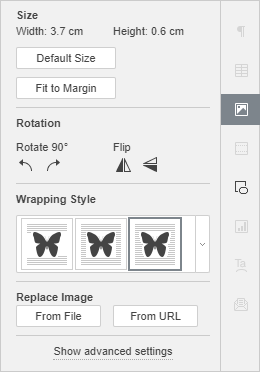 Size
Width: 3.7 cm Height: 0.6 cm
Default Size
Fit to Margin
Rotation
Rotate 90° Flip
Wrapping Style
Replace Image
From File From URL
Show advanced settings